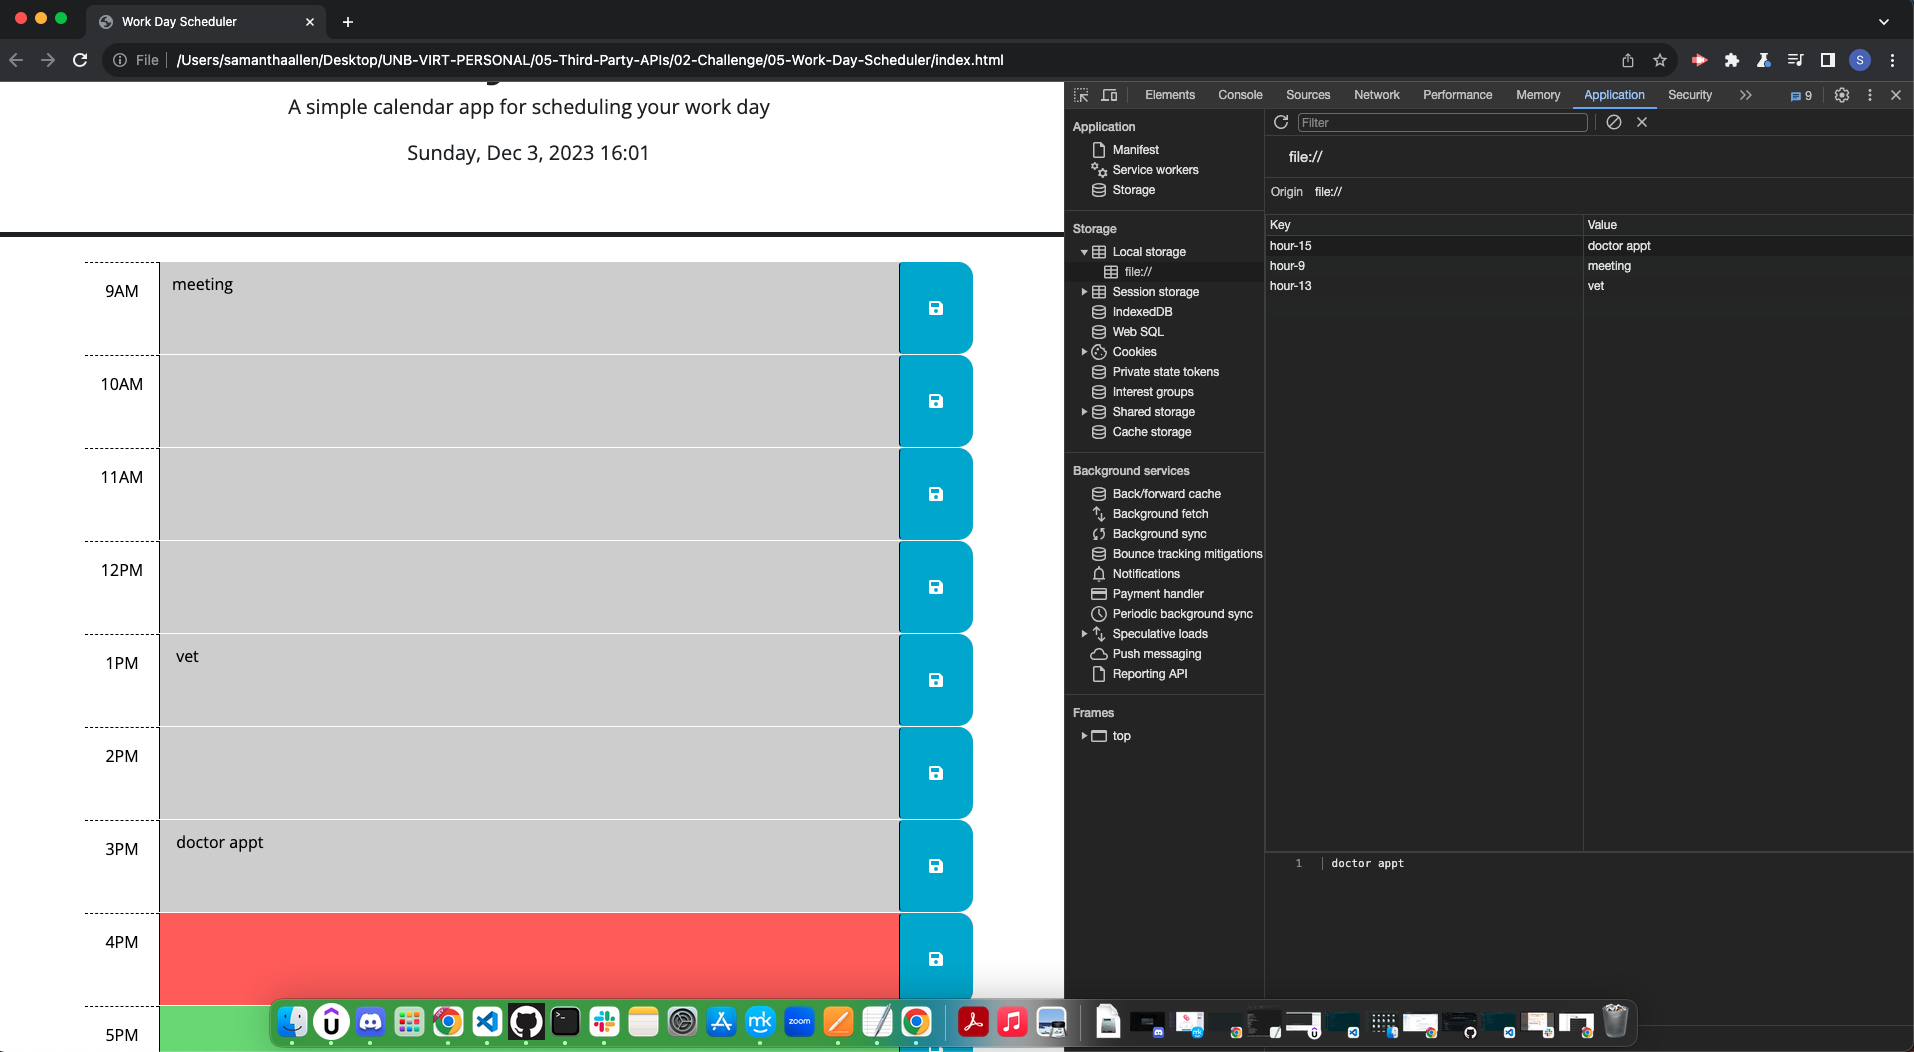 Work Day Scheduler
File
/Users/samanthaallen/Desktop/UNB-VIRT-PERSONAL/05-Third-Party-APIs/02-Challenge/05-Work-Day-Scheduler/index.html
S
A simple calendar app for scheduling your work day
Sunday, Dec 3, 2023 16:01
9AM
meeting
10AM
11AM
12PM
1PM
vet
2PM
3PM
doctor appt
4PM
5PM
Elements Console Sources Network Performance Memory Application Security 9
Application
Manifest
Service workers
Storage
Storage
Local storage
file://
Session storage
IndexedDB
Web SQL
Cookies
Private state tokens
Interest groups
Shared storage
Cache storage
Background services
Back/forward cache
Background fetch
Background sync
Bounce tracking mitigations
Notifications
Payment handler
Periodic background sync
Speculative loads
Push messaging
Reporting API
Frames
top
Filter
file://
Origin file://
Key Value
hour-15 doctor appt
hour-9 meeting
hour-13 vet
1 doctor appt
mk
zoom